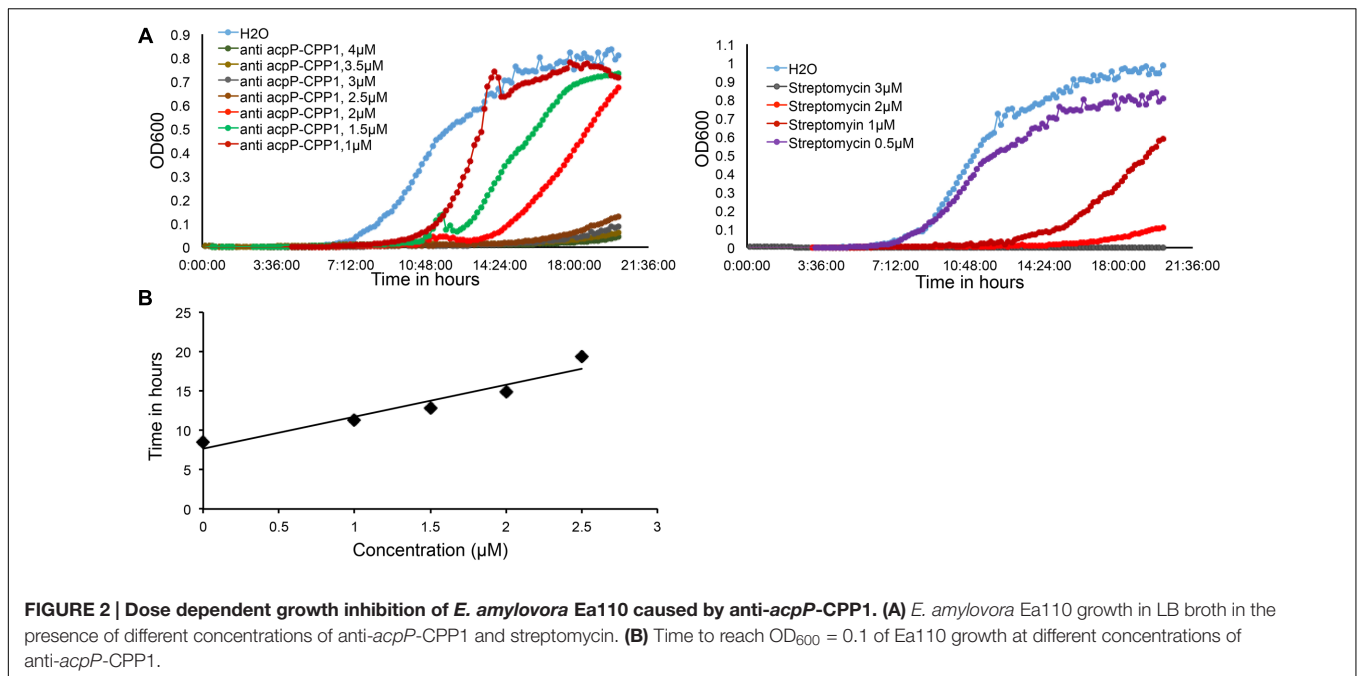 A
0.9
0.8
0.7
0.6
0.5
0.4
0.3
0.2
0.1
0
OD600
H2O
anti acpP-CPP1, 4µM
anti acpP-CPP1,3.5µM
anti acpP-CPP1, 3µM
anti acpP-CPP1, 2.5µM
anti acpP-CPP1, 2µM
anti acpP-CPP1, 1.5µM
anti acpP-CPP1,1µM
0:00:00 3:36:00 7:12:00 10:48:00 14:24:00 18:00:00 21:36:00
Time in hours
1.1
1
0.9
0.8
0.7
0.6
0.5
0.4
0.3
0.2
0.1
0
OD600
H2O
Streptomycin 3µM
Streptomycin 2µM
Streptomyin 1µM
Streptomycin 0.5µM
0:00:00 3:36:00 7:12:00 10:48:00 14:24:00 18:00:00 21:36:00
Time in hours
B
25
20
15
10
5
0
Time in hours
0 0.5 1 1.5 2 2.5 3
Concentration (µM)
FIGURE 2 | Dose dependent growth inhibition of E. amylovora Ea110 caused by anti-acpP-CPP1. (A) E. amylovora Ea110 growth in LB broth in the
presence of different concentrations of anti-acpP-CPP1 and streptomycin. (B) Time to reach OD600 = 0.1 of Ea110 growth at different concentrations of
anti-acpP-CPP1.